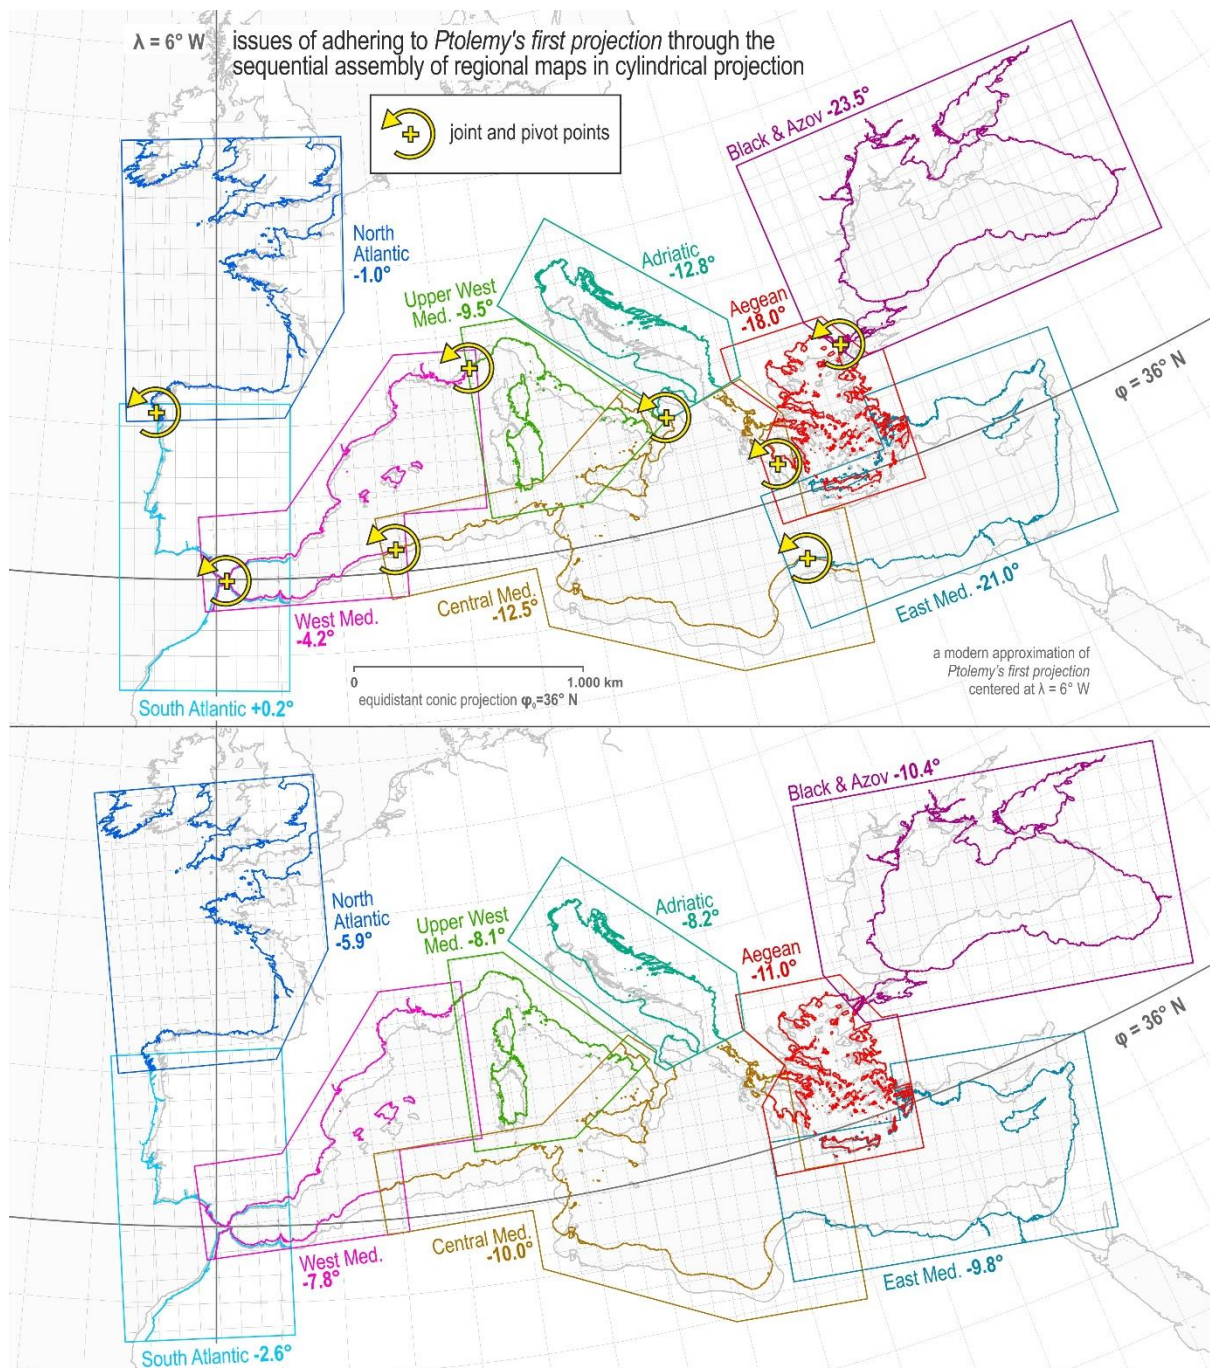 λ = 6° W
issues of adhering to Ptolemy's first projection through the
sequential assembly of regional maps in cylindrical projection
joint and pivot points
Black & Azov -23.5°
North
Atlantic
-1.0°
Adriatic
-12.8°
Upper West
Med. -9.5°
Aegean
-18.0°
φ = 36° N
West Med.
-4.2°
Central Med.
-12.5°
East Med. -21.0°
South Atlantic +0.2°
0 1.000 km
equidistant conic projection φ₀=36° N
a modern approximation of
Ptolemy's first projection
centered at λ = 6° W
Black & Azov -10.4°
North
Atlantic
-5.9°
Upper West
Med. -8.1°
Adriatic
-8.2°
Aegean
-11.0°
φ = 36° N
West Med.
-7.8°
Central Med.
-10.0°
East Med. -9.8°
South Atlantic -2.6°